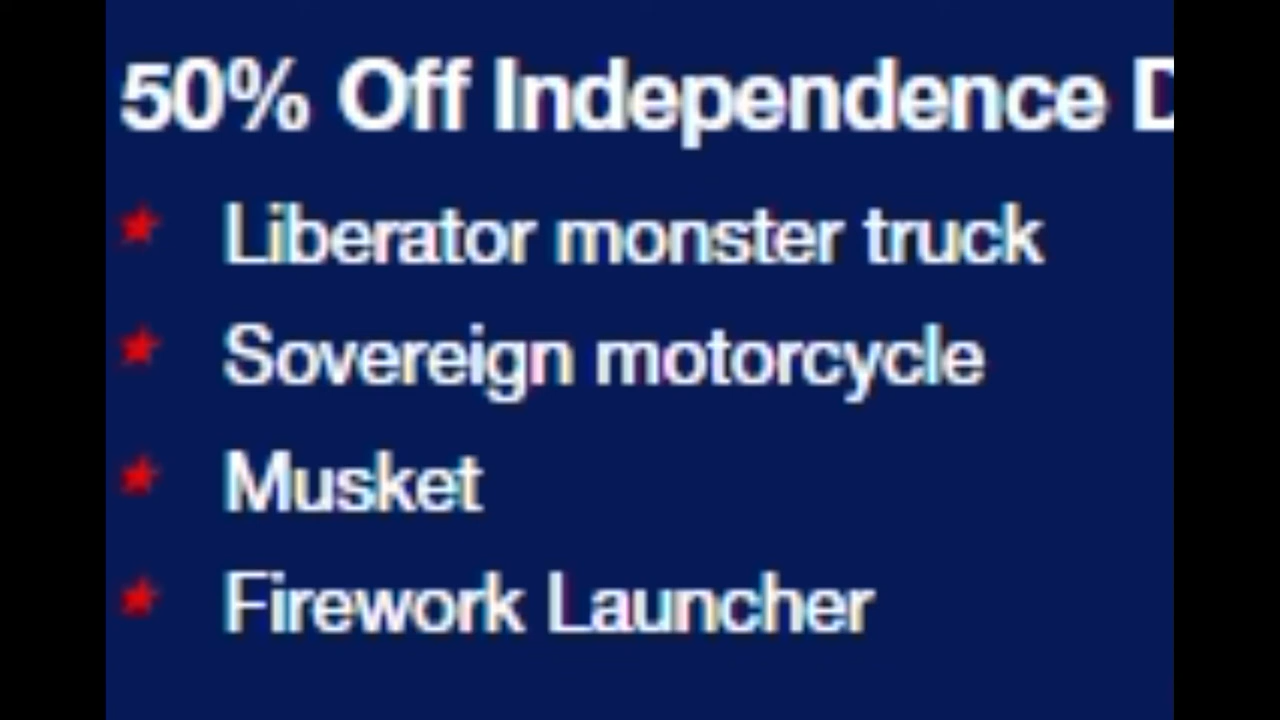 50% Off Independence D
Liberator monster truck
Sovereign motorcycle
Musket
Firework Launcher